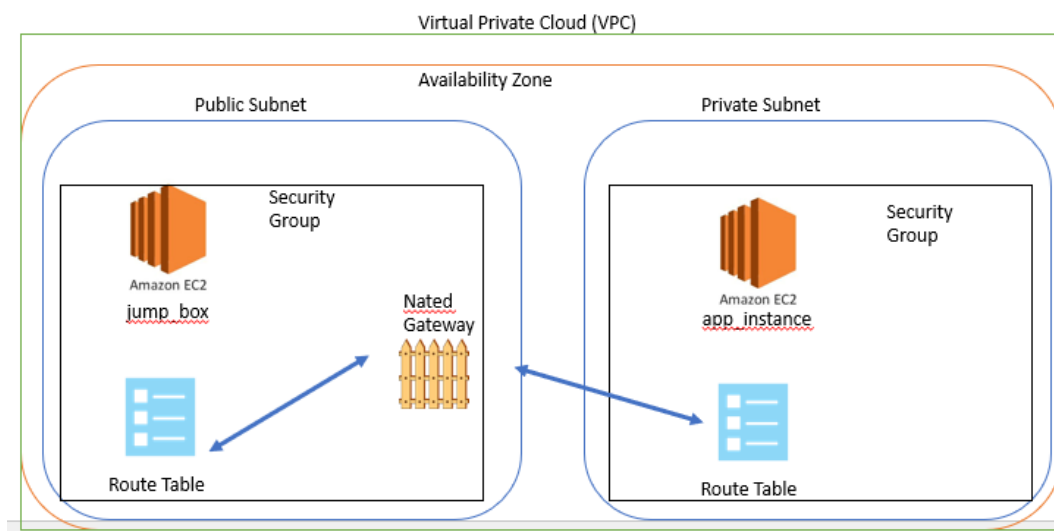 Virtual Private Cloud (VPC)
Availability Zone
Public Subnet
Private Subnet
Security
Group
Amazon EC2
jump_box
Nated
Gateway
Route Table
Security
Group
Amazon EC2
app_instance
Route Table